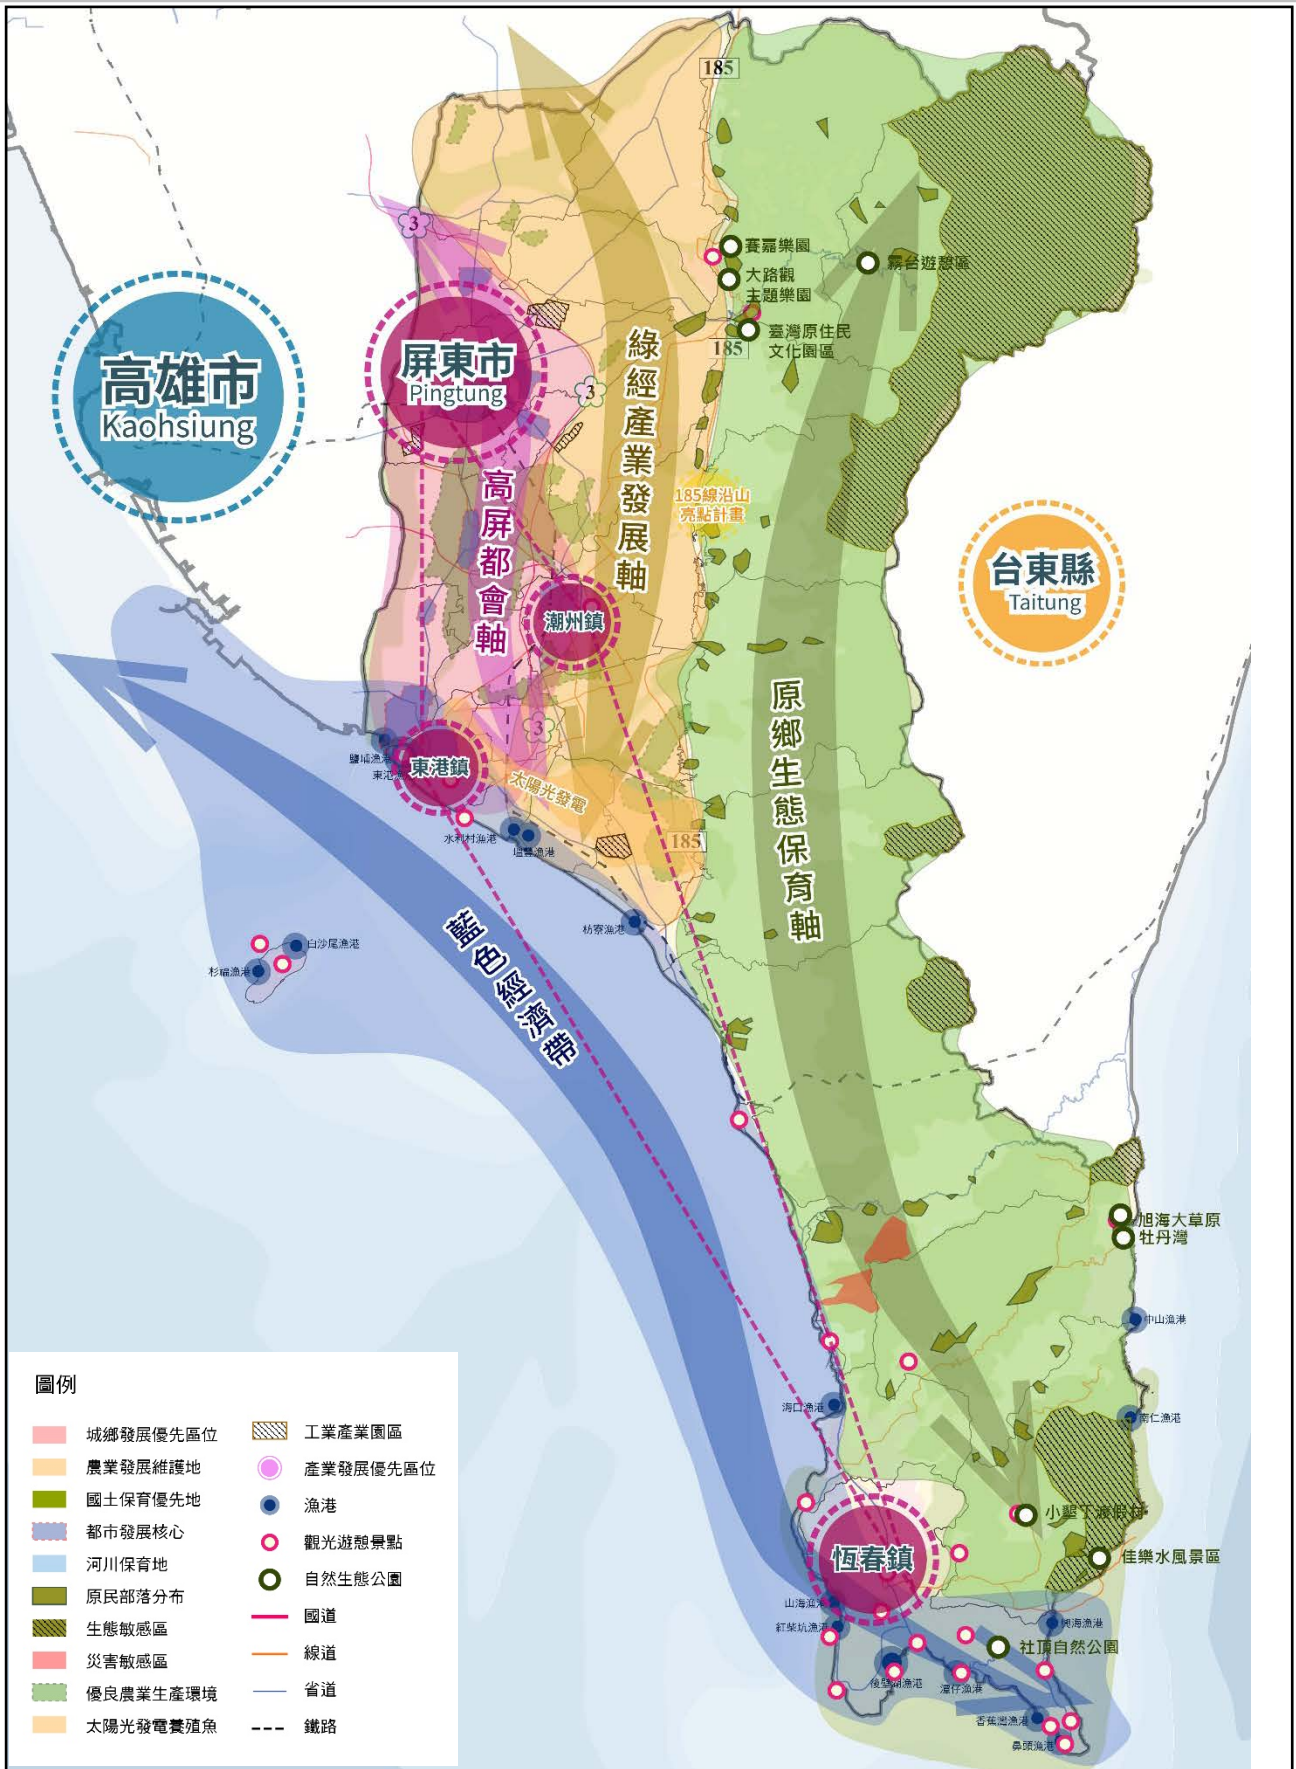 185
3
賽嘉樂園
霧台遊憩區
大路觀
主題樂園
高雄市
Kaohsiung
屏東市
Pingtung
臺灣原住民
文化園區
185
3
綠經產業發展軸
高屏都會軸
185線沿山
亮點計畫
台東縣
Taitung
潮州鎮
原鄉生態保育軸
3
鹽埔漁港
東港鎮
太陽光發電
水利村漁港
塭豐漁港
185
枋寮漁港
藍色經濟帶
白沙尾漁港
杉福漁港
旭海大草原
牡丹灣
中山漁港
海口漁港
南仁漁港
小墾丁渡假村
恆春鎮
佳樂水風景區
山海漁港
紅柴坑漁港
興海漁港
社頂自然公園
後壁湖漁港
潭仔漁港
香蕉灣漁港
鼻頭漁港
圖例
城鄉發展優先區位
農業發展維護地
國土保育優先地
都市發展核心
河川保育地
原民部落分布
生態敏感區
災害敏感區
優良農業生產環境
太陽光發電養殖魚
工業產業園區
產業發展優先區位
漁港
觀光遊憩景點
自然生態公園
國道
線道
省道
鐵路